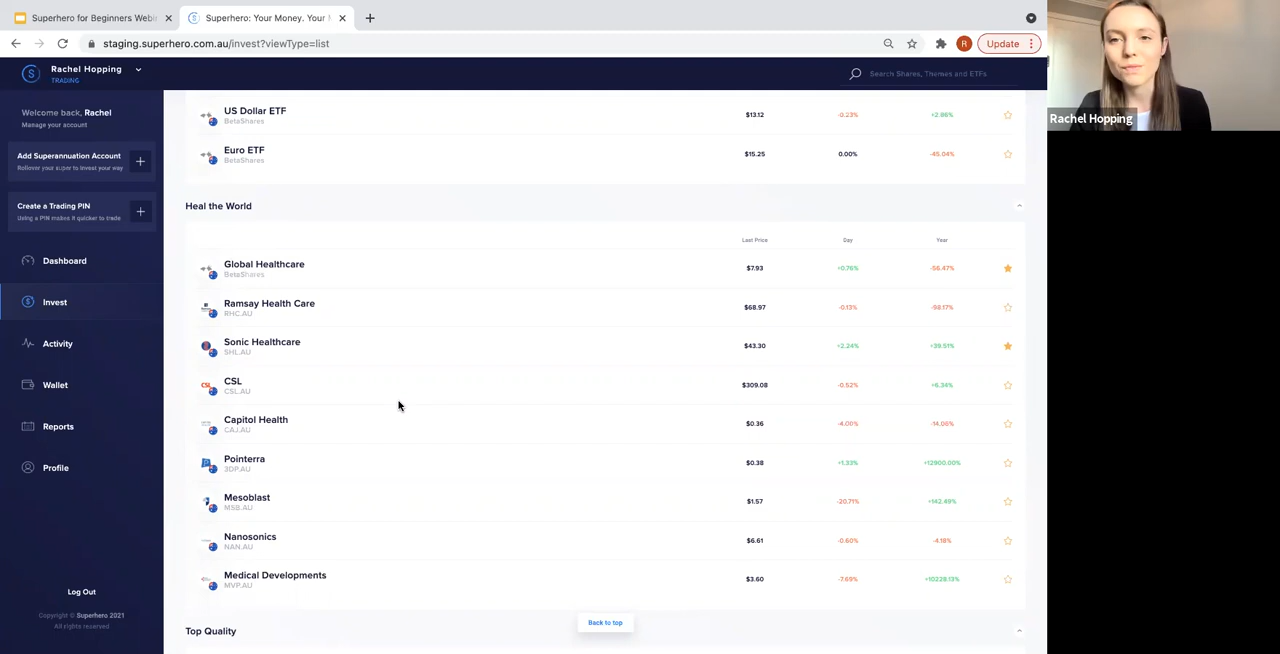 Superhero for Beginners Webi
Superhero: Your Money. Your M
staging.superhero.com.au/invest?viewType=list
R
Update
Rachel Hopping
TRADING
Search Shares, Themes and ETFs
Welcome back, Rachel
Manage your account
Add Superannuation Account
Rollover your super to invest your way
Create a Trading PIN
Using a PIN makes it quicker to trade
Dashboard
Invest
Activity
Wallet
Reports
Profile
Log Out
Copyright © Superhero 2021
All rights reserved
US Dollar ETF $13.12 -0.23% +2.86%
BetaShares
Euro ETF $15.25 0.00% -45.04%
BetaShares
Heal the World
Last Price Day Year
Global Healthcare $7.93 +0.76% -56.47%
BetaShares
Ramsay Health Care $68.97 -0.13% -98.17%
RHC.AU
Sonic Healthcare $43.30 +2.24% +39.51%
SHL.AU
CSL $309.08 -0.52% +6.34%
CSL.AU
Capitol Health $0.36 -4.00% -14.06%
CAJ.AU
Pointerra $0.38 +1.33% +12900.00%
3DP.AU
Mesoblast $1.57 -20.71% +142.49%
MSB.AU
Nanosonics $6.61 -0.60% -4.18%
NAN.AU
Medical Developments $3.60 -7.69% +10228.13%
MVP.AU
Back to top
Top Quality
Rachel Hopping